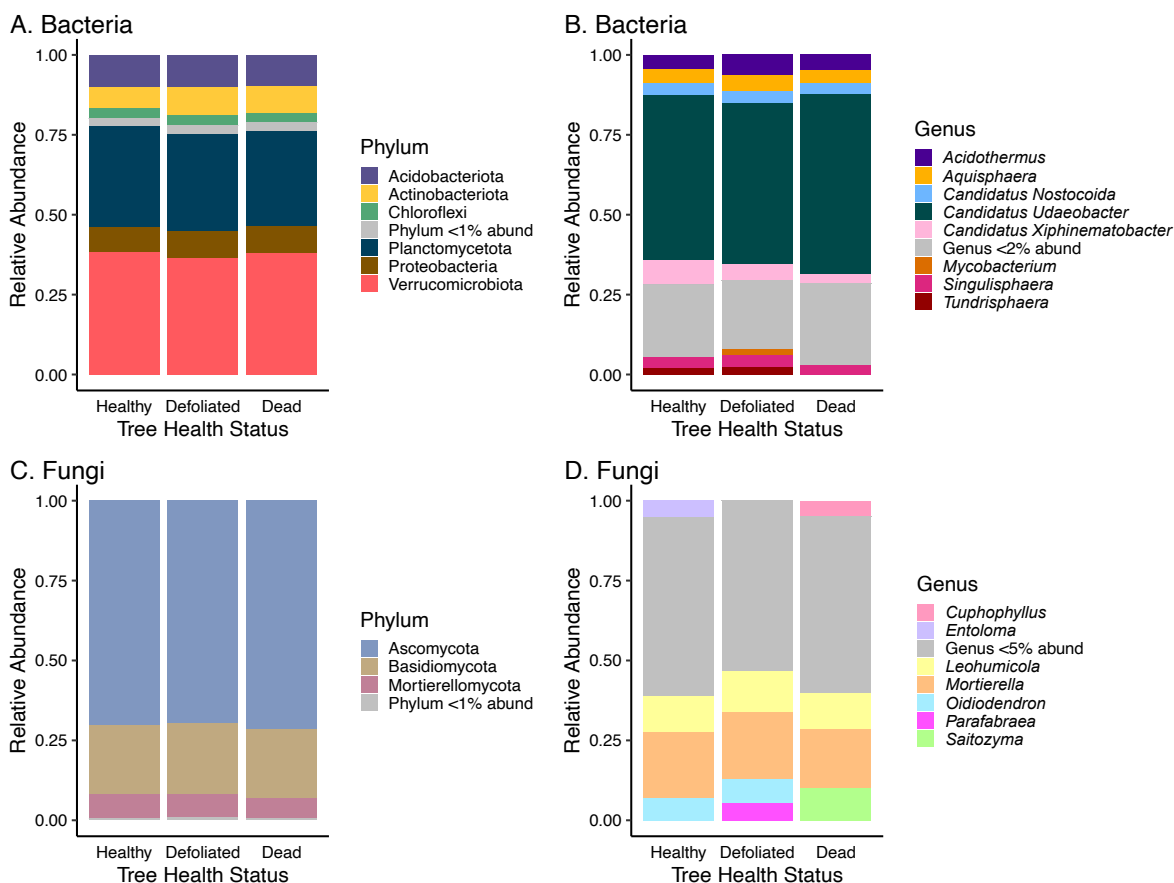 A. Bacteria
1.00
0.75
0.50
0.25
0.00
Relative Abundance
Healthy Defoliated Dead
Tree Health Status
Phylum
Acidobacteriota
Actinobacteriota
Chloroflexi
Phylum <1% abund
Planctomycetota
Proteobacteria
Verrucomicrobiota
B. Bacteria
1.00
0.75
0.50
0.25
0.00
Relative Abundance
Healthy Defoliated Dead
Tree Health Status
Genus
Acidothermus
Aquisphaera
Candidatus Nostocoida
Candidatus Udaeobacter
Candidatus Xiphinematobacter
Genus <2% abund
Mycobacterium
Singulisphaera
Tundrisphaera
C. Fungi
1.00
0.75
0.50
0.25
0.00
Relative Abundance
Healthy Defoliated Dead
Tree Health Status
Phylum
Ascomycota
Basidiomycota
Mortierellomycota
Phylum <1% abund
D. Fungi
1.00
0.75
0.50
0.25
0.00
Relative Abundance
Healthy Defoliated Dead
Tree Health Status
Genus
Cuphophyllus
Entoloma
Genus <5% abund
Leohumicola
Mortierella
Oidiodendron
Parafabraea
Saitozyma